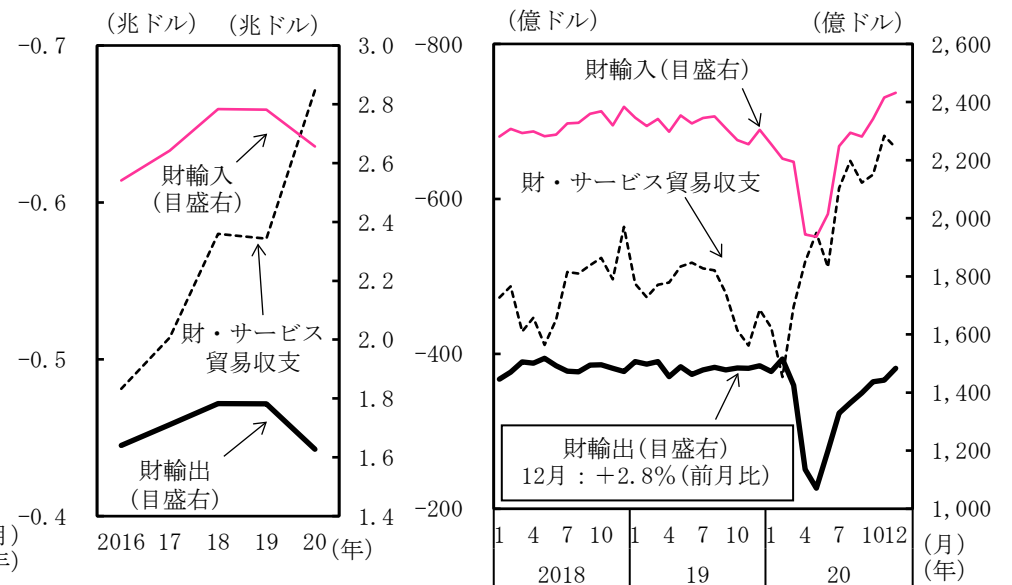 (兆ドル) (兆ドル)
-0.7
-0.6
-0.5
-0.4
3.0
2.8
2.6
2.4
2.2
2.0
1.8
1.6
1.4
財輸入
(目盛右)
財・サービス
貿易収支
財輸出
(目盛右)
2016 17 18 19 20 (年)
月)
年)
(億ドル) (億ドル)
-800
-600
-400
-200
2,600
2,400
2,200
2,000
1,800
1,600
1,400
1,200
1,000
財輸入(目盛右)
財・サービス貿易収支
財輸出(目盛右)
12月：＋2.8%(前月比)
1 4 7 10 1 4 7 10 1 4 7 1012 (月)
2018 19 20 (年)